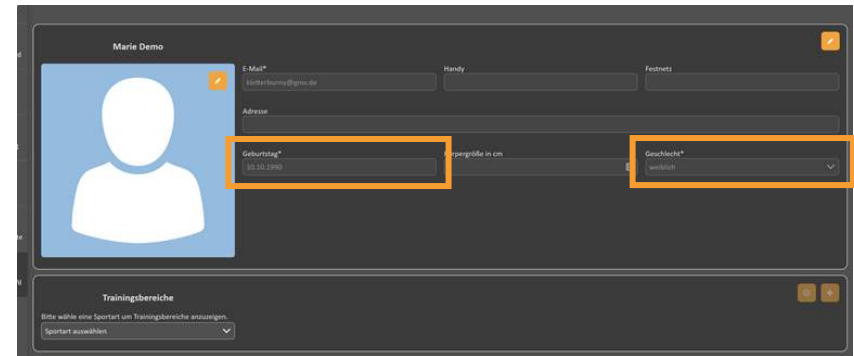 Marie Demo
E-Mail* Handy Festnetz
Adresse
Geburtstag* rpergröße in cm Geschlecht*
10.10.1990 weiblich
Trainingsbereiche
Bitte wähle eine Sportart um Trainingsbereiche anzuzeigen.
Sportart auswählen